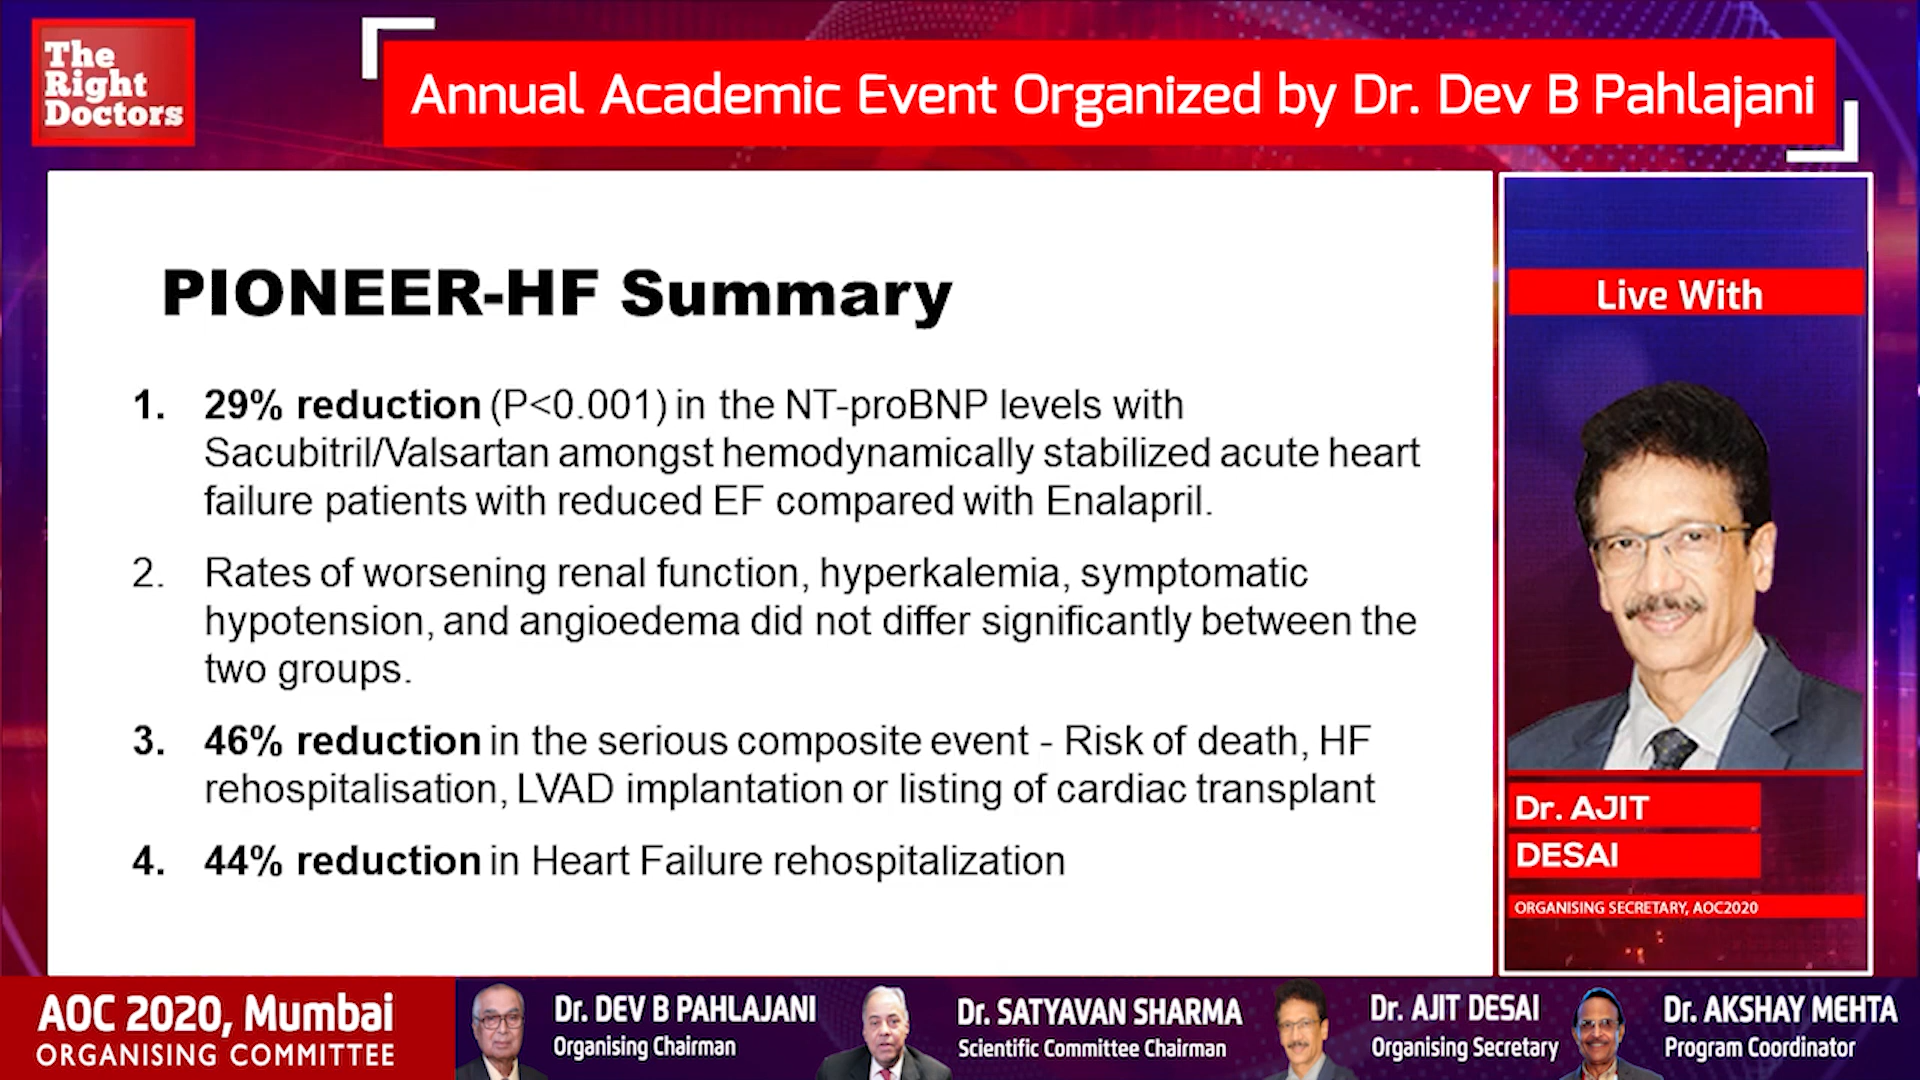 The
Right
Doctors
Annual Academic Event Organized by Dr. Dev B Pahlajani
PIONEER-HF Summary
1. 29% reduction (P<0.001) in the NT-proBNP levels with
Sacubitril/Valsartan amongst hemodynamically stabilized acute heart
failure patients with reduced EF compared with Enalapril.
2. Rates of worsening renal function, hyperkalemia, symptomatic
hypotension, and angioedema did not differ significantly between the
two groups.
3. 46% reduction in the serious composite event - Risk of death, HF
rehospitalisation, LVAD implantation or listing of cardiac transplant
4. 44% reduction in Heart Failure rehospitalization
Live With
Dr. AJIT
DESAI
ORGANISING SECRETARY, AOC2020
AOC 2020, Mumbai
ORGANISING COMMITTEE
Dr. DEV B PAHLAJANI
Organising Chairman
Dr. SATYAVAN SHARMA
Scientific Committee Chairman
Dr. AJIT DESAI
Organising Secretary
Dr. AKSHAY MEHTA
Program Coordinator